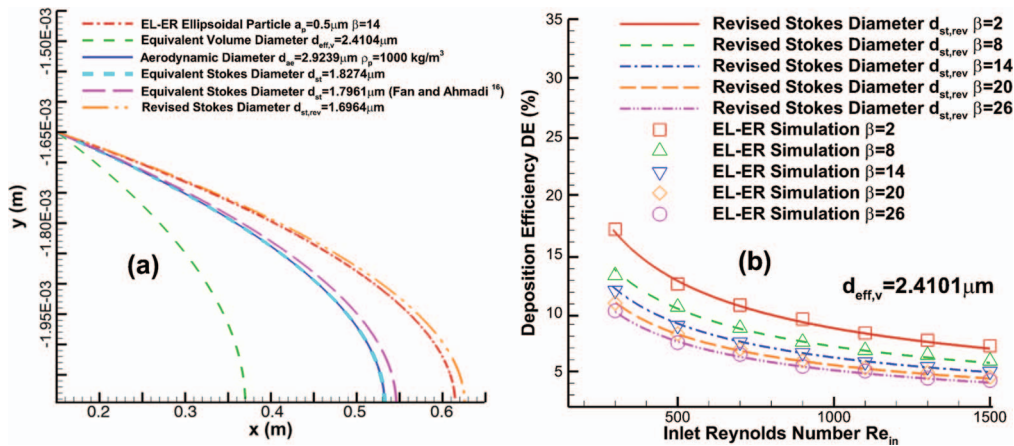 -1.50E-03
-1.65E-03
-1.80E-03
-1.95E-03
y (m)
EL-ER Ellipsoidal Particle aₚ=0.5μm β=14
Equivalent Volume Diameter d_eff,v=2.4104μm
Aerodynamic Diameter d_ae=2.9239μm ρₚ=1000 kg/m³
Equivalent Stokes Diameter d_st=1.8274μm
Equivalent Stokes Diameter d_st=1.7961μm (Fan and Ahmadi ¹⁶)
Revised Stokes Diameter d_st,rev=1.6964μm
(a)
0.2 0.3 0.4 0.5 0.6
x (m)
Deposition Efficiency DE (%)
35
30
25
20
15
10
5
Revised Stokes Diameter d_st,rev β=2
Revised Stokes Diameter d_st,rev β=8
Revised Stokes Diameter d_st,rev β=14
Revised Stokes Diameter d_st,rev β=20
Revised Stokes Diameter d_st,rev β=26
EL-ER Simulation β=2
EL-ER Simulation β=8
EL-ER Simulation β=14
EL-ER Simulation β=20
EL-ER Simulation β=26
(b)
d_eff,v=2.4101μm
500 1000 1500
Inlet Reynolds Number Re_in